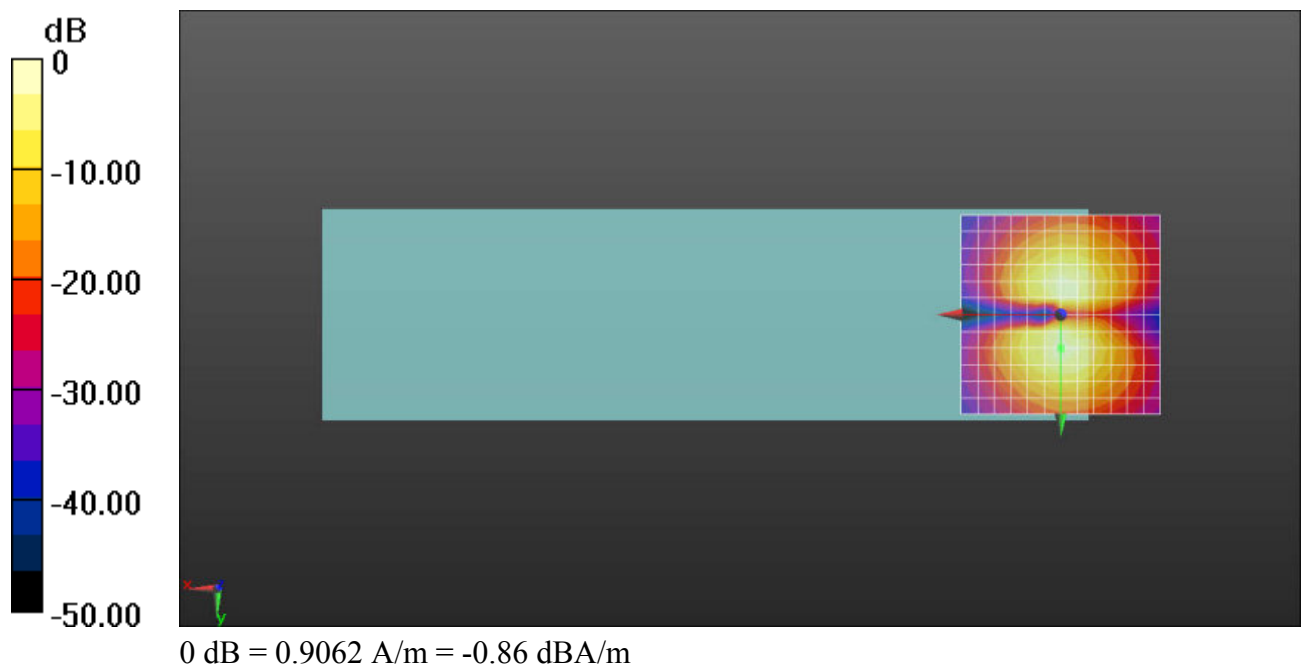 dB
0
-10.00
-20.00
-30.00
-40.00
-50.00
x
z
y
0 dB = 0.9062 A/m = -0.86 dBA/m